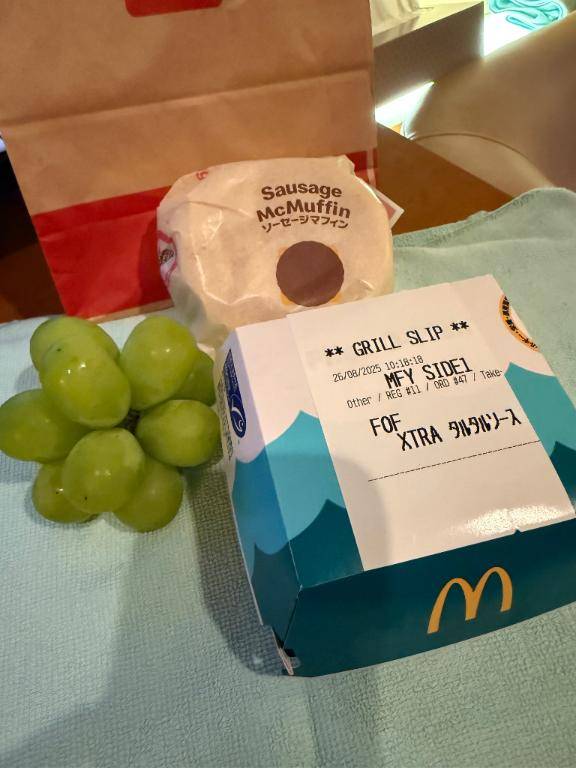 Sausage
McMuffin
ソーセージマフィン
** GRILL SLIP **
26/08/2025 10:18:18
MFY SIDE1
Other / REG #11 / ORD #47 / Take-
FOF
XTRA タルタルソース